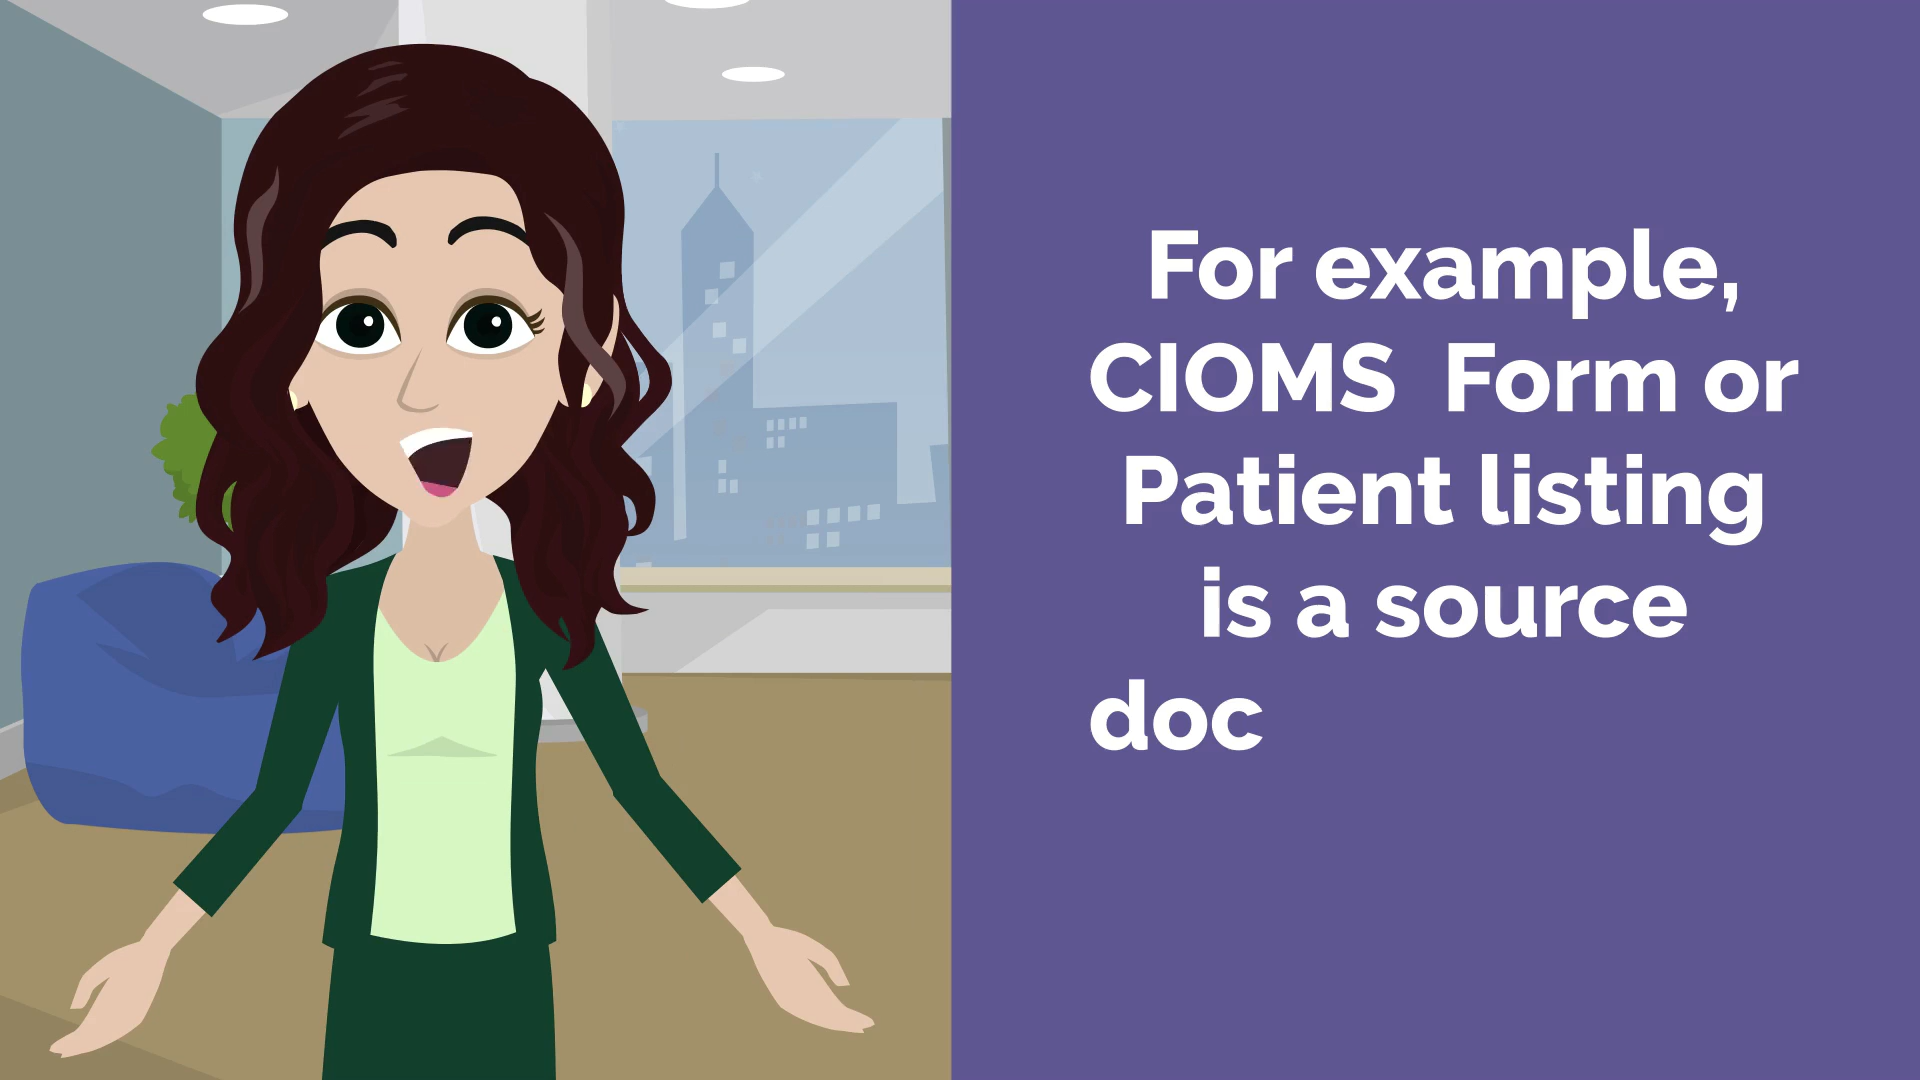 For example,
CIOMS  Form or
Patient listing
is a source
doc